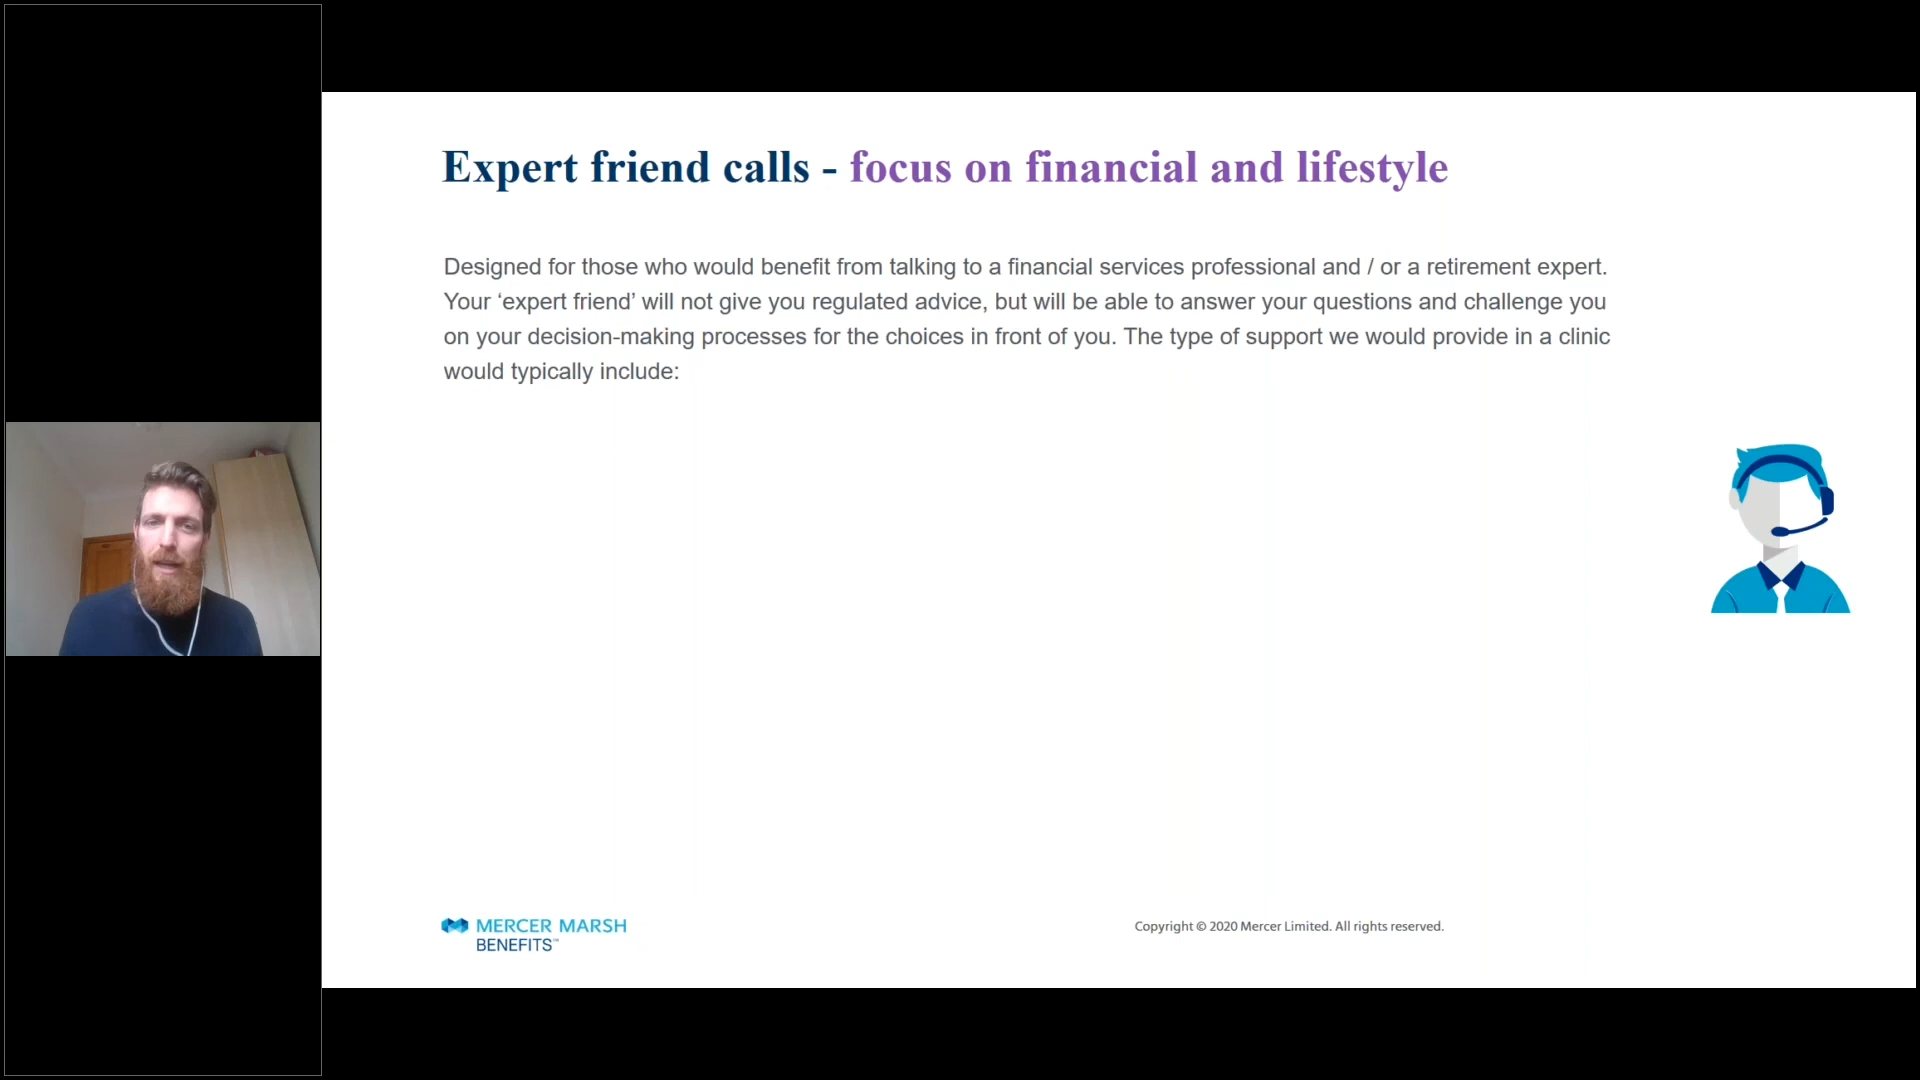 Expert friend calls - focus on financial and lifestyle
Designed for those who would benefit from talking to a financial services professional and / or a retirement expert.
Your ‘expert friend’ will not give you regulated advice, but will be able to answer your questions and challenge you
on your decision-making processes for the choices in front of you. The type of support we would provide in a clinic
would typically include:
MERCER MARSH
BENEFITS™
Copyright © 2020 Mercer Limited. All rights reserved.